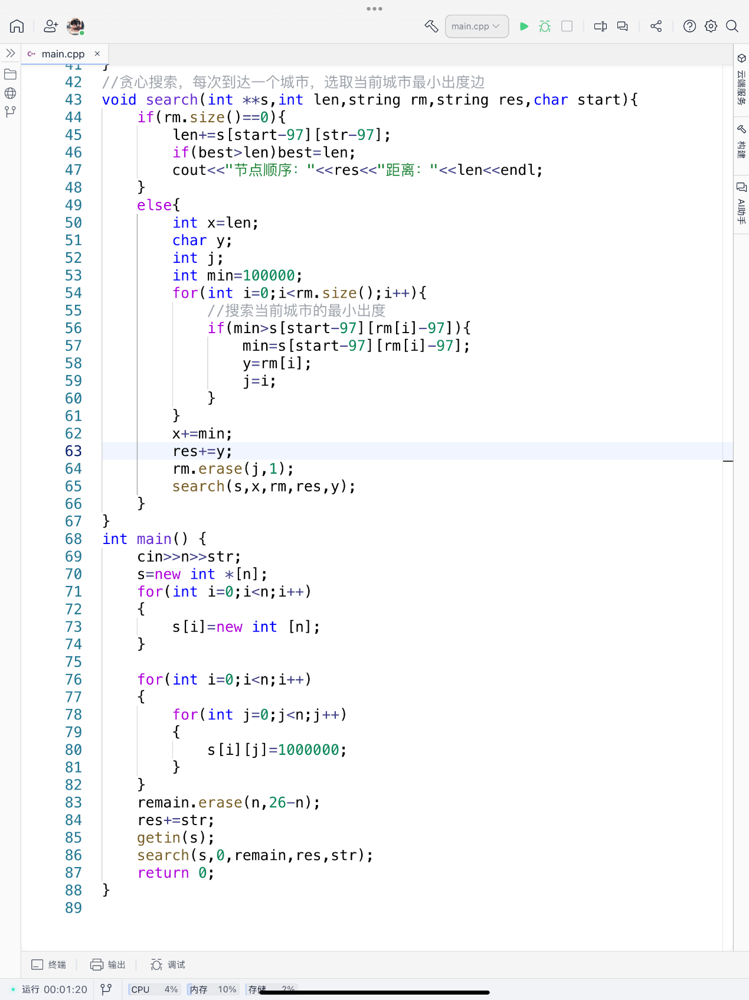 main.cpp
main.cpp
41 }
42 //贪心搜索，每次到达一个城市，选取当前城市最小出度边
43 void search(int **s,int len,string rm,string res,char start){
44     if(rm.size()==0){
45         len+=s[start-97][str-97];
46         if(best>len)best=len;
47         cout<<"节点顺序："<<res<<"距离："<<len<<endl;
48     }
49     else{
50         int x=len;
51         char y;
52         int j;
53         int min=100000;
54         for(int i=0;i<rm.size();i++){
55             //搜索当前城市的最小出度
56             if(min>s[start-97][rm[i]-97]){
57                 min=s[start-97][rm[i]-97];
58                 y=rm[i];
59                 j=i;
60             }
61         }
62         x+=min;
63         res+=y;
64         rm.erase(j,1);
65         search(s,x,rm,res,y);
66     }
67 }
68 int main() {
69     cin>>n>>str;
70     s=new int *[n];
71     for(int i=0;i<n;i++)
72     {
73         s[i]=new int [n];
74     }
75
76     for(int i=0;i<n;i++)
77     {
78         for(int j=0;j<n;j++)
79         {
80             s[i][j]=1000000;
81         }
82     }
83     remain.erase(n,26-n);
84     res+=str;
85     getin(s);
86     search(s,0,remain,res,str);
87     return 0;
88 }
89
云端服务
构建
AI助手
终端 输出 调试
运行 00:01:20 CPU 4% 内存 10% 存储 2%